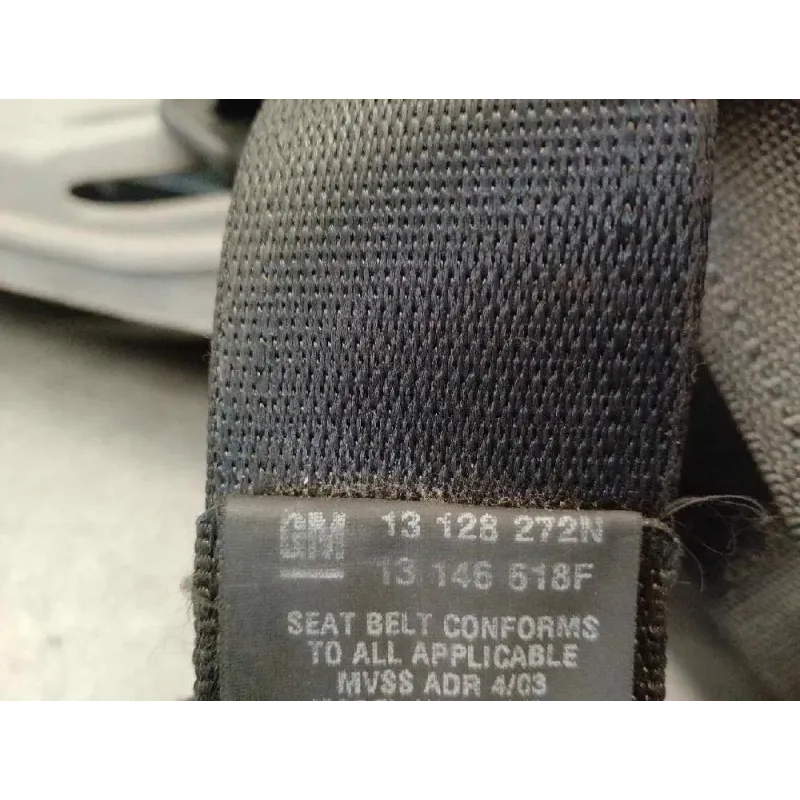 GM 13 128 272N
13 146 618F
SEAT BELT CONFORMS
TO ALL APPLICABLE
MVSS ADR 4/03